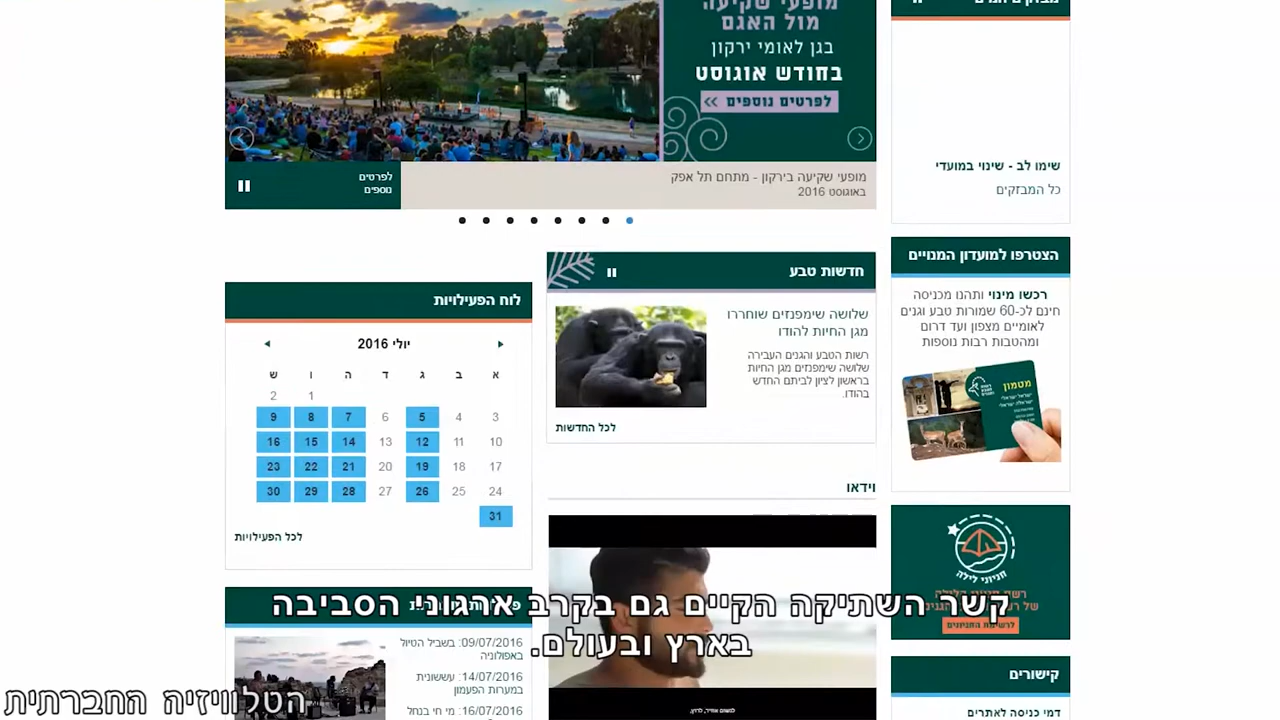 מופעי שקיעה
מול האגם
בגן לאומי ירקון
בחודש אוגוסט
לפרטים נוספים >>
שימו לב - שינוי במועדי
כל המבזקים
מופעי שקיעה בירקון - מתחם תל אפק
באוגוסט 2016
לפרטים
נוספים
הצטרפו למועדון המנויים
רכשו מינוי ותהנו מכניסה
חינם לכ-60 שמורות טבע וגנים
לאומיים מצפון ועד דרום
ומהטבות רבות נוספות
מטמון
חדשות טבע
שלושה שימפנזים שוחררו
מגן החיות להודו
רשות הטבע והגנים העבירה
שלושה שימפנזים מגן החיות
בראשון לציון לביתם החדש
בהודו.
לכל החדשות
וידאו
לוח הפעילויות
יולי 2016
א ב ג ד ה ו ש
1 2
3 4 5 6 7 8 9
10 11 12 13 14 15 16
17 18 19 20 21 22 23
24 25 26 27 28 29 30
31
לכל הפעילויות
חניוני לילה
לרשימת החניונים
קשר השתיקה הקיים גם בקרב ארגוני הסביבה
בארץ ובעולם.
09/07/2016: בשביל הטיול
באפולוניה
14/07/2016: עששונית
במערות הפעמון
16/07/2016: מי חי בנחל
קישורים
דמי כניסה לאתרים
הטלוויזיה החברתית